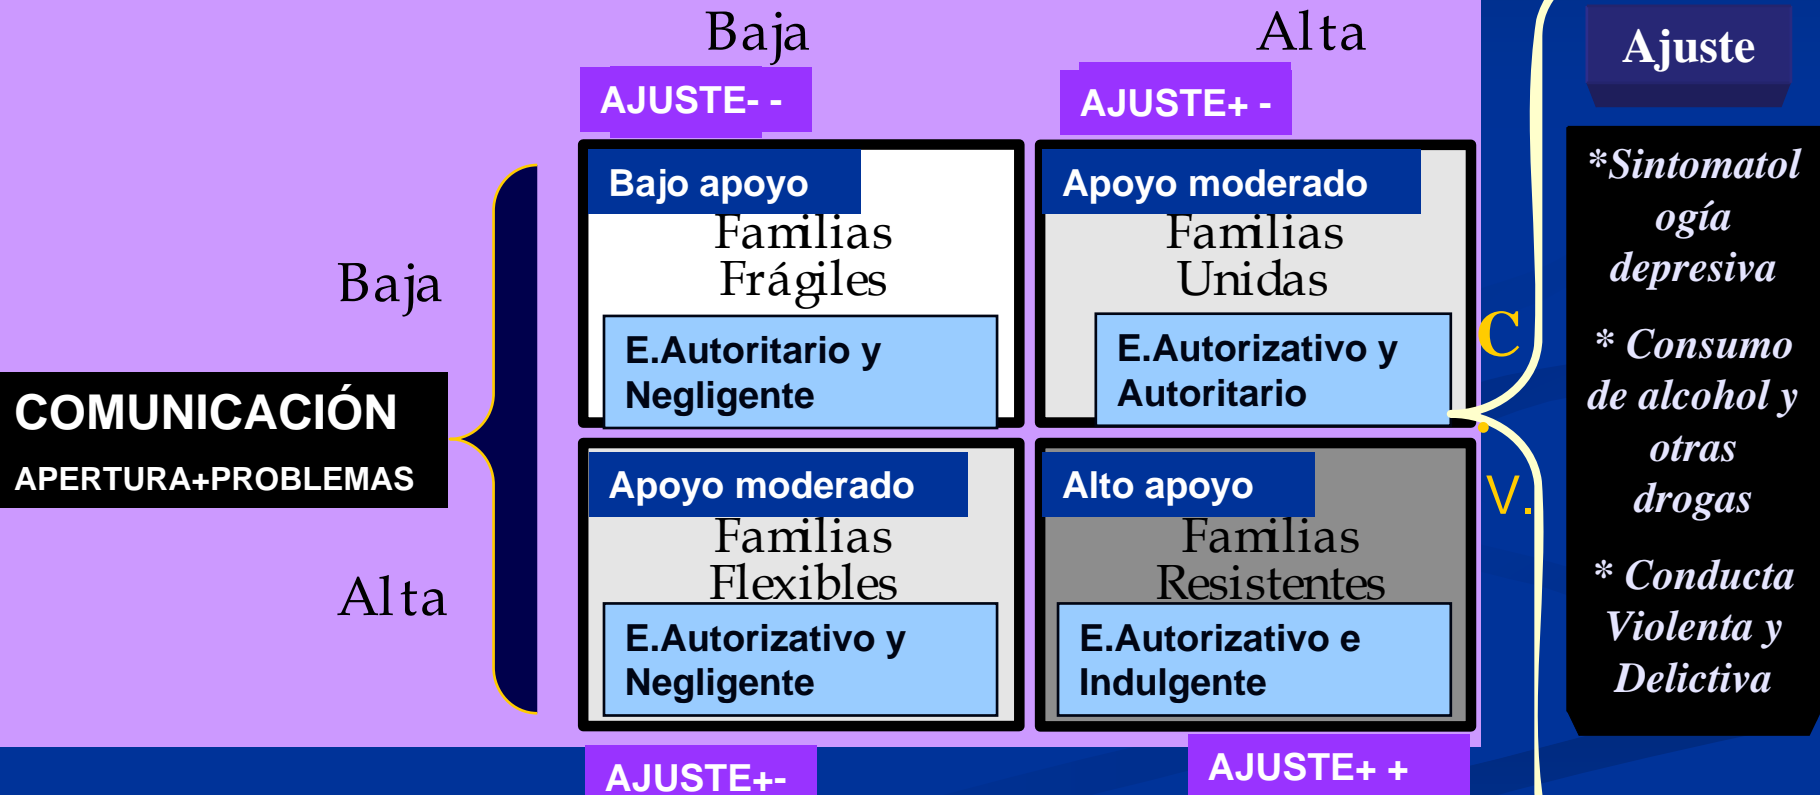 Baja
Alta
AJUSTE- -
AJUSTE+ -
Bajo apoyo
Familias
Frágiles
E.Autoritario y
Negligente
Apoyo moderado
Familias
Unidas
E.Autorizativo y
Autoritario
Baja
COMUNICACIÓN
APERTURA+PROBLEMAS
Alta
Apoyo moderado
Familias
Flexibles
E.Autorizativo y
Negligente
Alto apoyo
Familias
Resistentes
E.Autorizativo e
Indulgente
AJUSTE+-
AJUSTE+ +
C
.
V.
Ajuste
*Sintomatol
ogía
depresiva
* Consumo
de alcohol y
otras
drogas
* Conducta
Violenta y
Delictiva